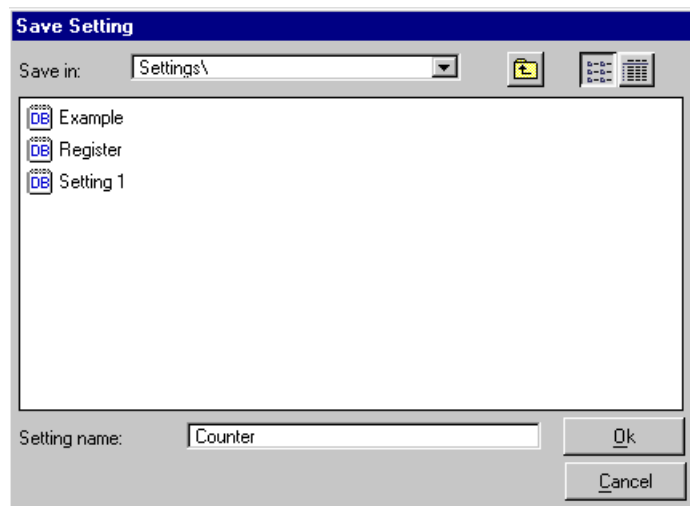 Save Setting
Save in: Settings\
DB Example
DB Register
DB Setting 1
Setting name: Counter Ok
Cancel